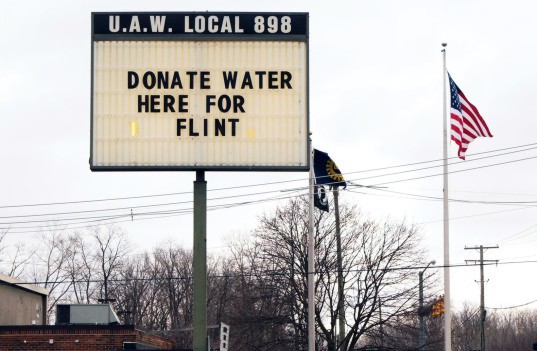 U.A.W. LOCAL 898
DONATE WATER
HERE FOR
FLINT